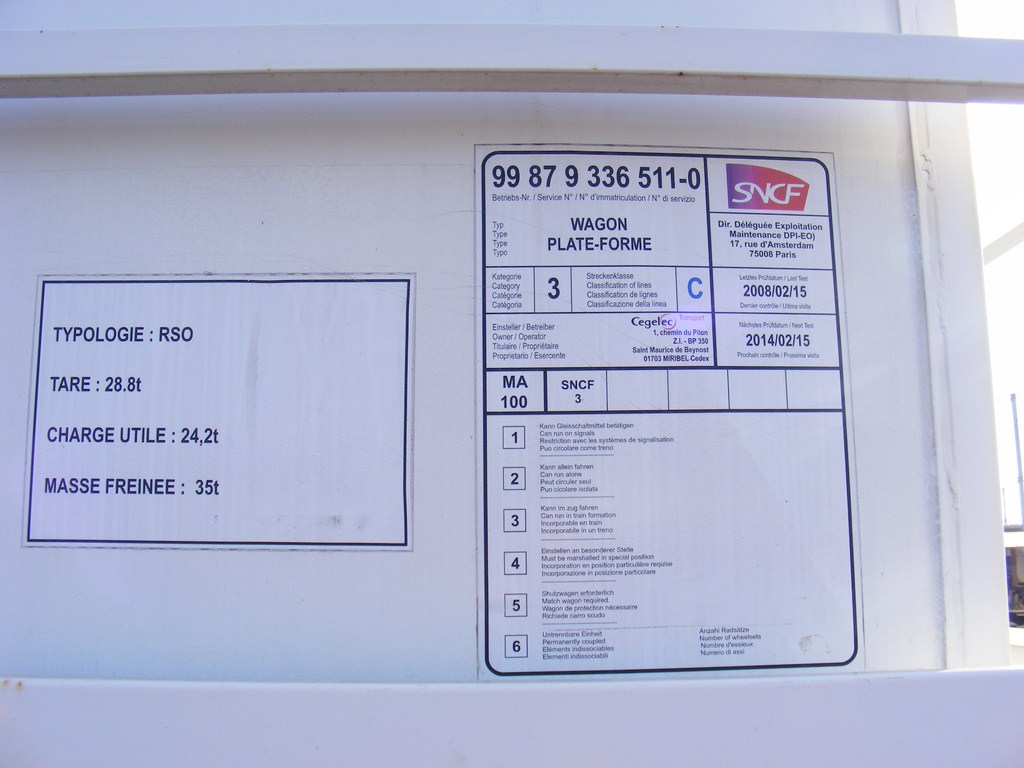 TYPOLOGIE : RSO
TARE : 28.8t
CHARGE UTILE : 24,2t
MASSE FREINEE : 35t
99 87 9 336 511-0
Betriebs-Nr. / Service N° / N° d'immatriculation / N° di servizio
SNCF
Typ
Type
Type
Typo
WAGON
PLATE-FORME
Dir. Déléguée Exploitation
Maintenance DPI-EO)
17, rue d'Amsterdam
75008 Paris
Kategorie
Category
Catégorie
Catégoria
3
Streckenklasse
Classification of lines
Classification de lignes
Classificazione della linea
C
Letztes Prüfdatum / Last Test
2008/02/15
Dernier contrôle / Ultima visita
Einsteller / Betreiber
Owner / Operator
Titulaire / Propriétaire
Proprietario / Esercente
Cegelec Transport
1, chemin du Pilon
Z.I. - BP 350
Saint Maurice de Beynost
01703 MIRIBEL Cedex
Nächstes Prüfdatum / Next Test
2014/02/15
Prochain contrôle / Prossima visita
MA
100
SNCF
3
1
Kann Gleisschaltmittel betätigen
Can run on signals
Restriction avec les systèmes de signalisation
Puo circolare come treno
2
Kann allein fahren
Can run alone
Peut circuler seul
Puo cicolare isolata
3
Kann im zug fahren
Can run in train formation
Incorporable en train
Incorporabile in un treno
4
Einstellen an besonderer Stelle
Must be marshalled in special position
Incorporation en position particulière requise
Incorporazione in posizione particolare
5
Shutzwagen erforderlich
Match wagon required.
Wagon de protection nécessaire
Richiede carro scudo
6
Untrennbare Einheit
Permanently coupled
Eléments indissociables
Elementi indissociabili
Anzahl Radsätze
Number of wheelsets
Nombre d'essieux
Numero di assi